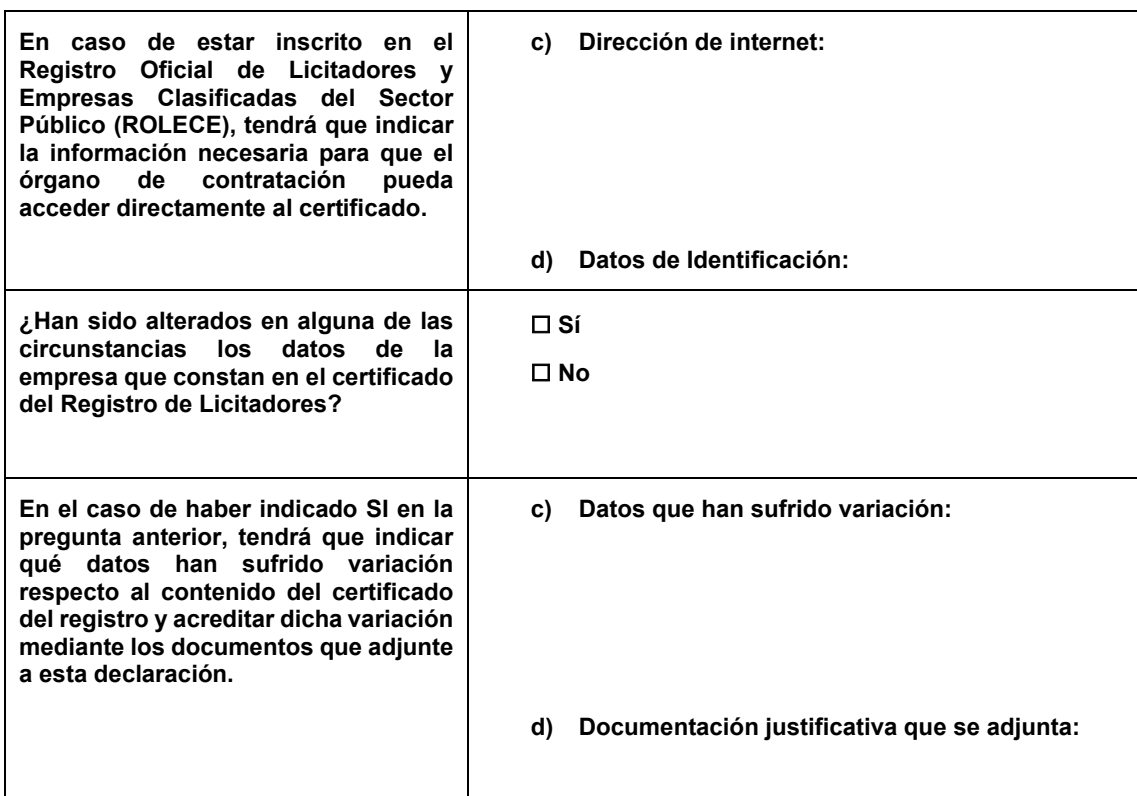 En caso de estar inscrito en el
Registro Oficial de Licitadores y
Empresas Clasificadas del Sector
Público (ROLECE), tendrá que indicar
la información necesaria para que el
órgano de contratación pueda
acceder directamente al certificado.
c) Dirección de internet:
d) Datos de Identificación:
¿Han sido alterados en alguna de las
circunstancias los datos de la
empresa que constan en el certificado
del Registro de Licitadores?
☐ Sí
☐ No
En el caso de haber indicado SI en la
pregunta anterior, tendrá que indicar
qué datos han sufrido variación
respecto al contenido del certificado
del registro y acreditar dicha variación
mediante los documentos que adjunte
a esta declaración.
c) Datos que han sufrido variación:
d) Documentación justificativa que se adjunta: